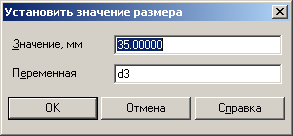 Установить значение размера
Значение, мм 35.00000
Переменная d3
OK Отмена Справка